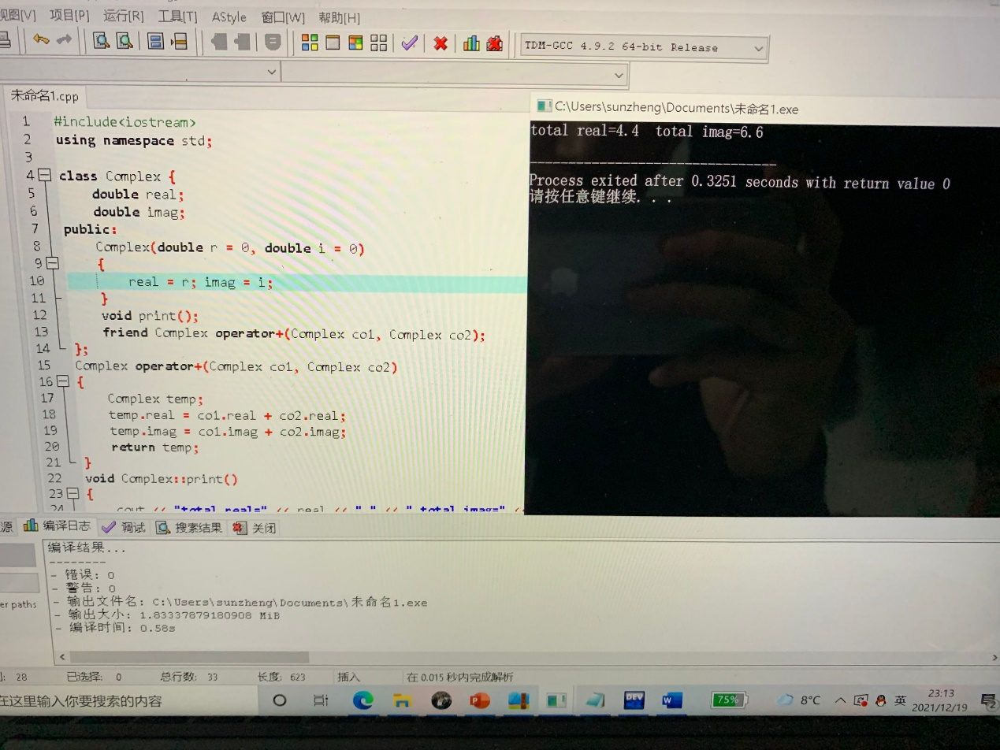 视图[V] 项目[P] 运行[R] 工具[T] AStyle 窗口[W] 帮助[H]
TDM-GCC 4.9.2 64-bit Release
未命名1.cpp
1 #include<iostream>
2 using namespace std;
3
4 class Complex {
5 double real;
6 double imag;
7 public:
8 Complex(double r = 0, double i = 0)
9 {
10 real = r; imag = i;
11 }
12 void print();
13 friend Complex operator+(Complex co1, Complex co2);
14 };
15 Complex operator+(Complex co1, Complex co2)
16 {
17 Complex temp;
18 temp.real = co1.real + co2.real;
19 temp.imag = co1.imag + co2.imag;
20 return temp;
21 }
22 void Complex::print()
23 {
24 cout << "total real=" << real << " " << " total imag=" <<
C:\Users\sunzheng\Documents\未命名1.exe
total real=4.4  total imag=6.6
--------------------------------
Process exited after 0.3251 seconds with return value 0
请按任意键继续. . .
源 编译日志 调试 搜索结果 关闭
编译结果...
--------
- 错误: 0
- 警告: 0
- 输出文件名: C:\Users\sunzheng\Documents\未命名1.exe
- 输出大小: 1.83337879180908 MiB
- 编译时间: 0.58s
er paths
28 已选择: 0 总行数: 33 长度: 623 插入 在 0.015 秒内完成解析
在这里输入你要搜索的内容
DEV
75%
8°C
英
23:13
2021/12/19
2